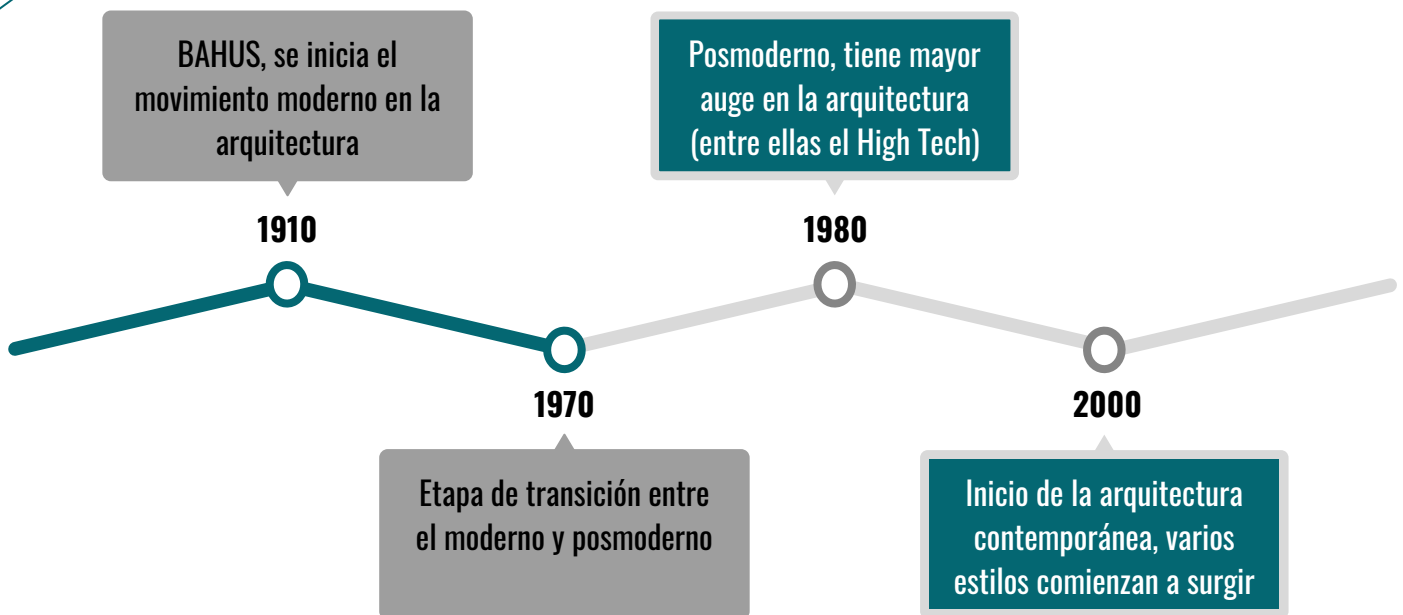 BAHUS, se inicia el
movimiento moderno en la
arquitectura
1910
Posmoderno, tiene mayor
auge en la arquitectura
(entre ellas el High Tech)
1980
1970
Etapa de transición entre
el moderno y posmoderno
2000
Inicio de la arquitectura
contemporánea, varios
estilos comienzan a surgir